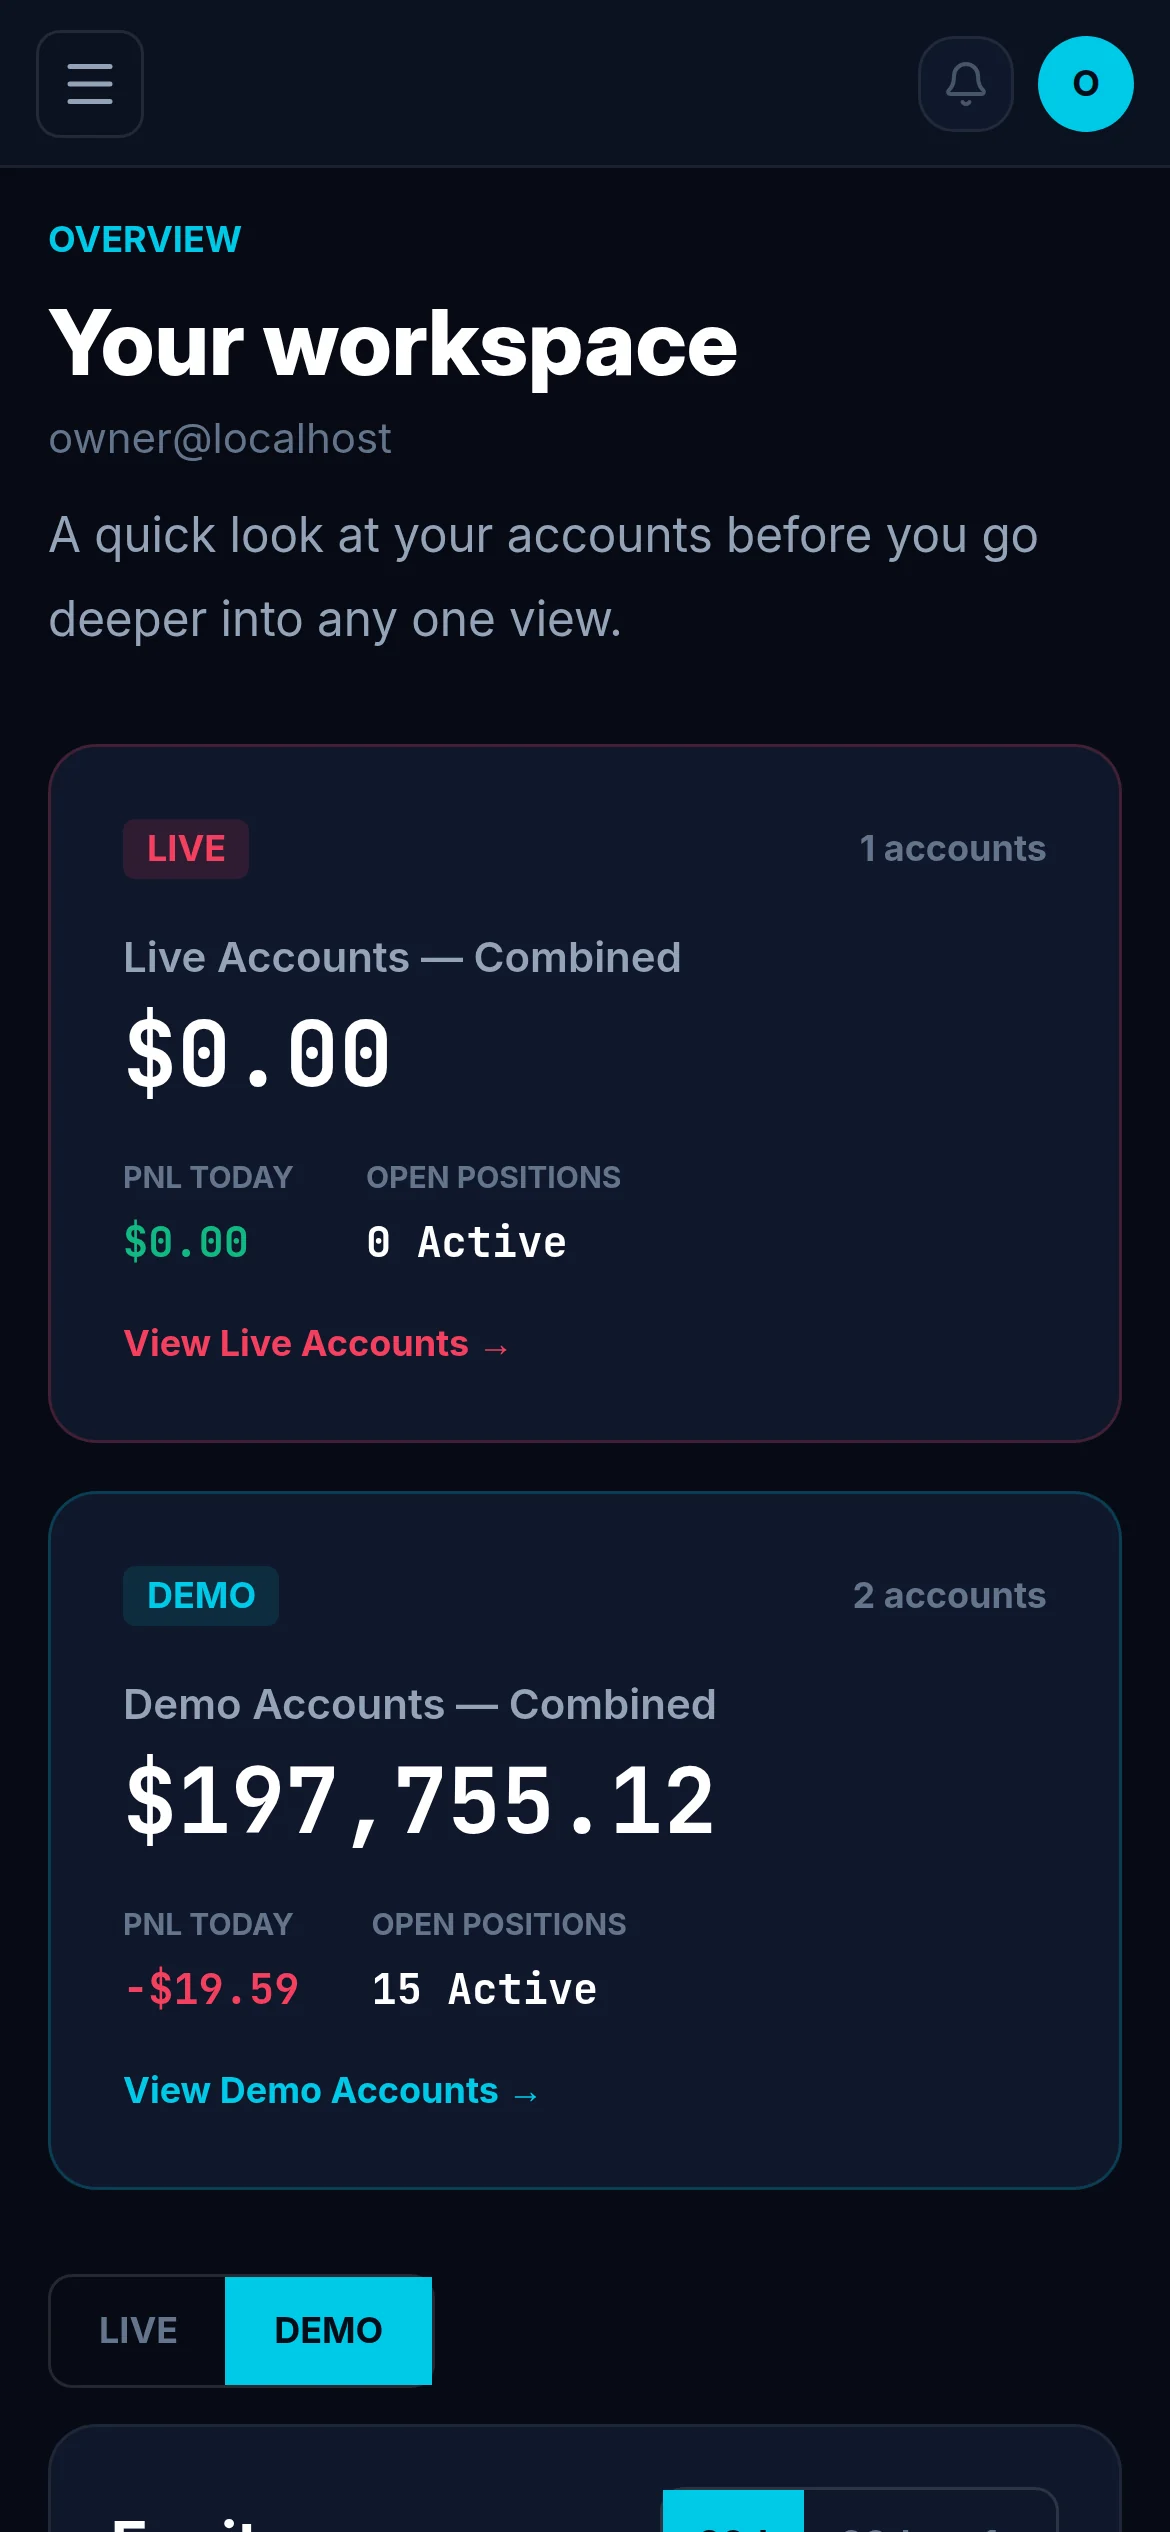 O
OVERVIEW
Your workspace
owner@localhost
A quick look at your accounts before you go
deeper into any one view.
LIVE
1 accounts
Live Accounts — Combined
$0.00
PNL TODAY
OPEN POSITIONS
$0.00
0 Active
View Live Accounts →
DEMO
2 accounts
Demo Accounts — Combined
$197,755.12
PNL TODAY
OPEN POSITIONS
-$19.59
15 Active
View Demo Accounts →
LIVE
DEMO